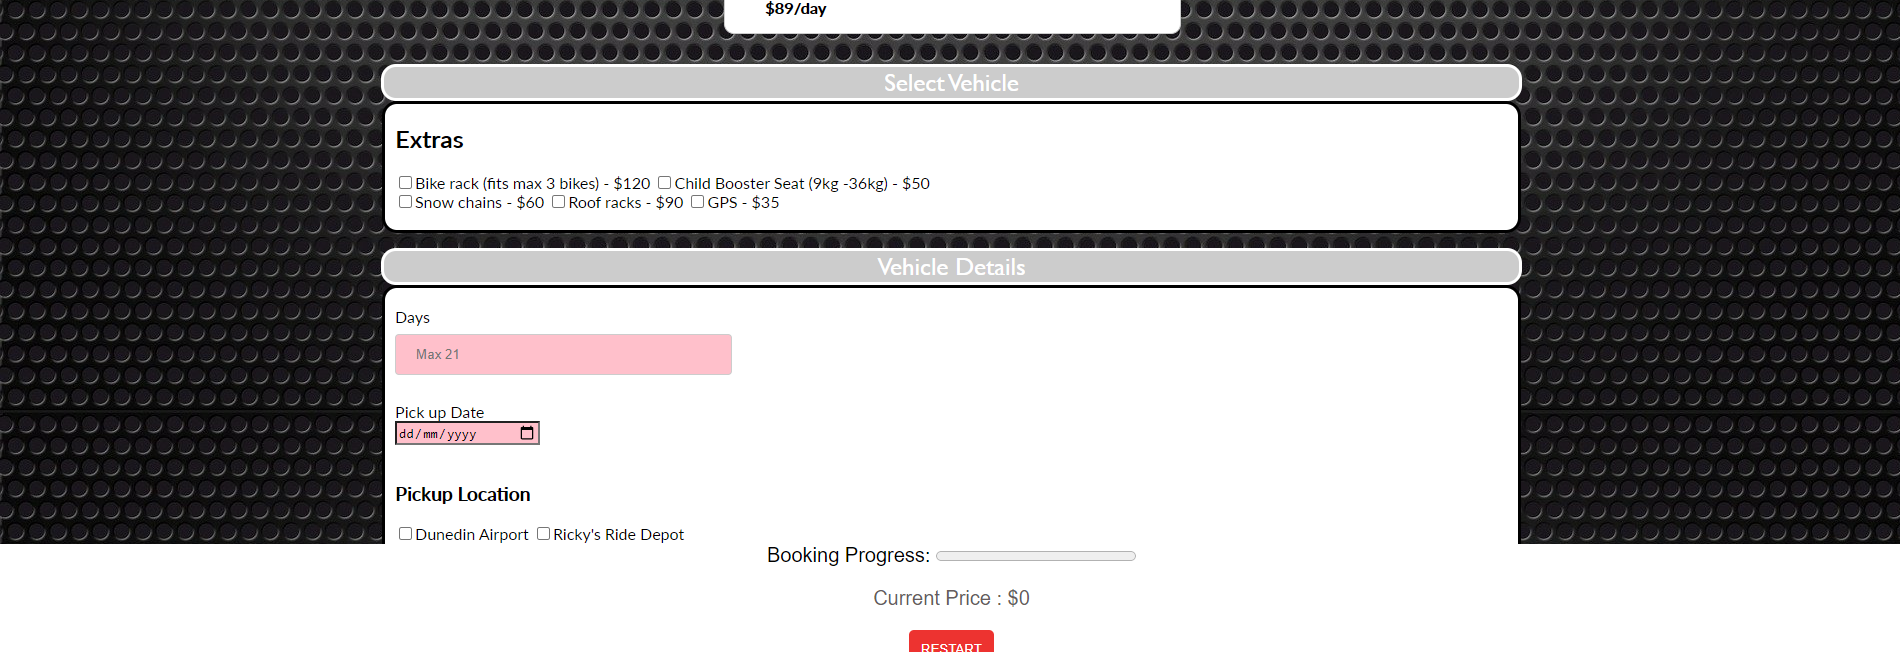 $89/day
Select Vehicle
Extras
Bike rack (fits max 3 bikes) - $120 Child Booster Seat (9kg -36kg) - $50
Snow chains - $60 Roof racks - $90 GPS - $35
Vehicle Details
Days
Max 21
Pick up Date
dd/mm/yyyy
Pickup Location
Dunedin Airport Ricky's Ride Depot
Booking Progress:
Current Price : $0
RESTART